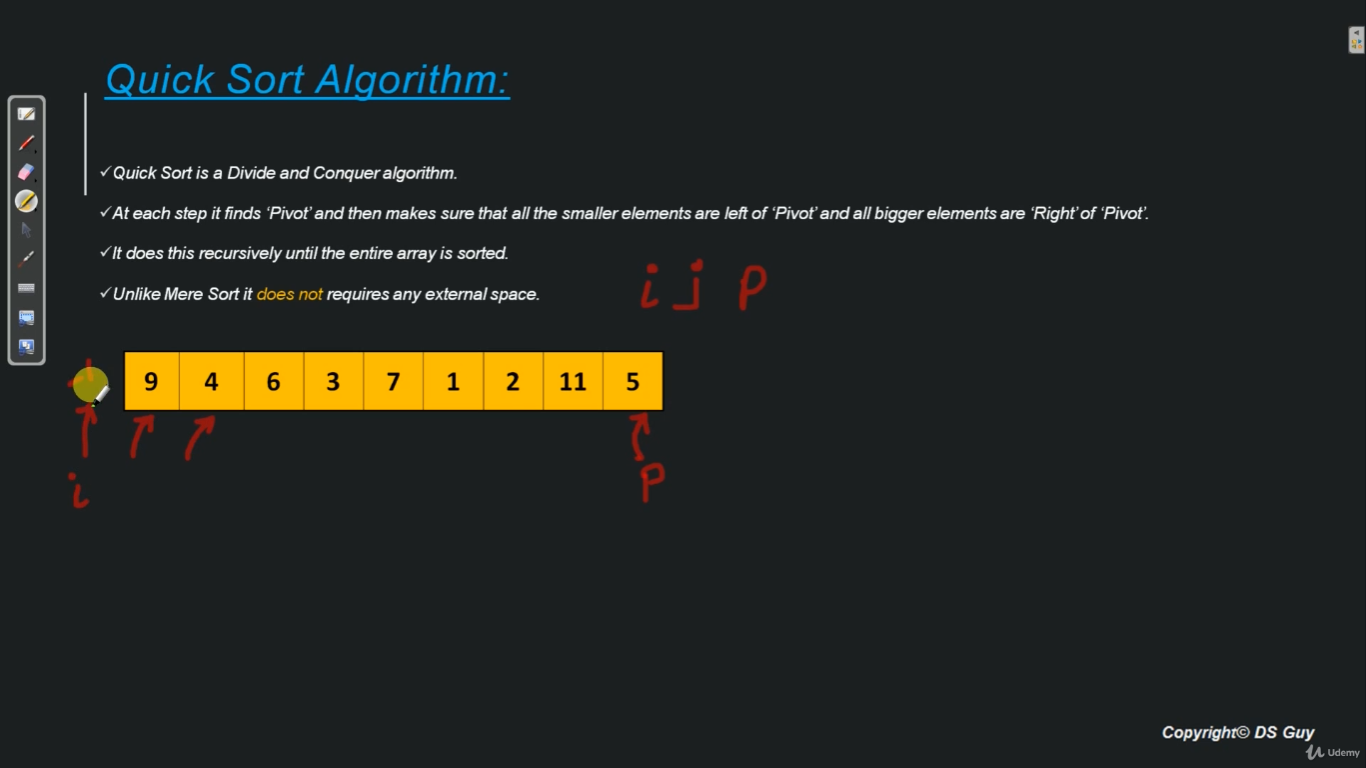 Quick Sort Algorithm:
✓Quick Sort is a Divide and Conquer algorithm.
✓At each step it finds ‘Pivot’ and then makes sure that all the smaller elements are left of ‘Pivot’ and all bigger elements are ‘Right’ of ‘Pivot’.
✓It does this recursively until the entire array is sorted.
✓Unlike Mere Sort it does not requires any external space.
i j P
9 4 6 3 7 1 2 11 5
i P
Copyright© DS Guy
Udemy